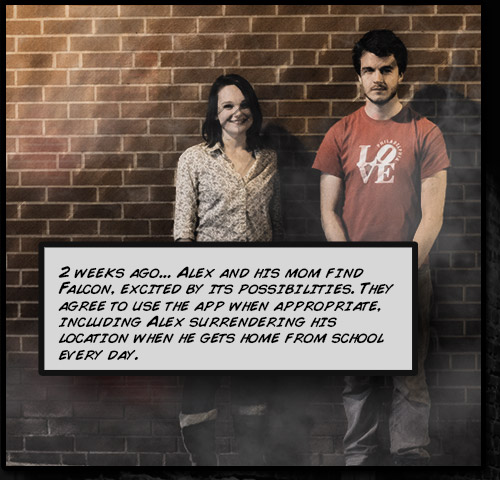 PHILADELPHIA
LO
VE
2 WEEKS AGO... ALEX AND HIS MOM FIND
FALCON, EXCITED BY ITS POSSIBILITIES. THEY
AGREE TO USE THE APP WHEN APPROPRIATE,
INCLUDING ALEX SURRENDERING HIS
LOCATION WHEN HE GETS HOME FROM SCHOOL
EVERY DAY.